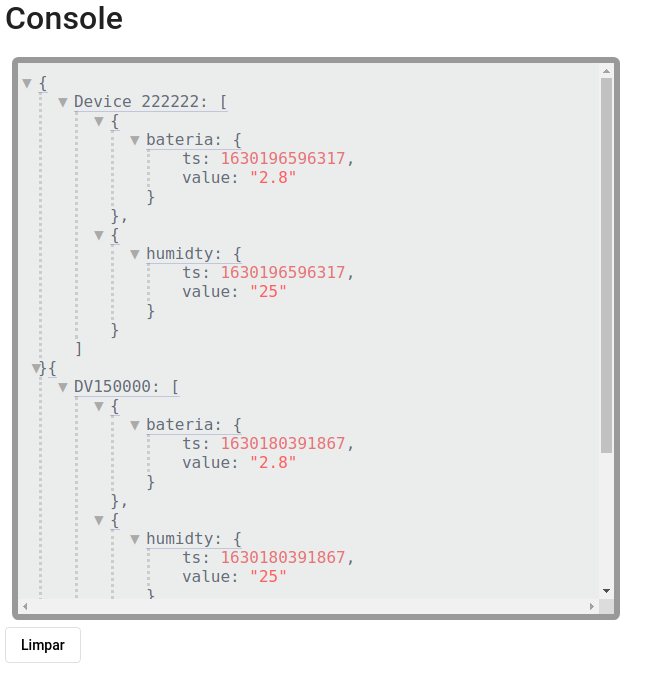 Console
{
Device 222222: [
{
bateria: {
ts: 1630196596317,
value: "2.8"
}
},
{
humidty: {
ts: 1630196596317,
value: "25"
}
}
]
}{
DV150000: [
{
bateria: {
ts: 1630180391867,
value: "2.8"
}
},
{
humidty: {
ts: 1630180391867,
value: "25"
}
Limpar